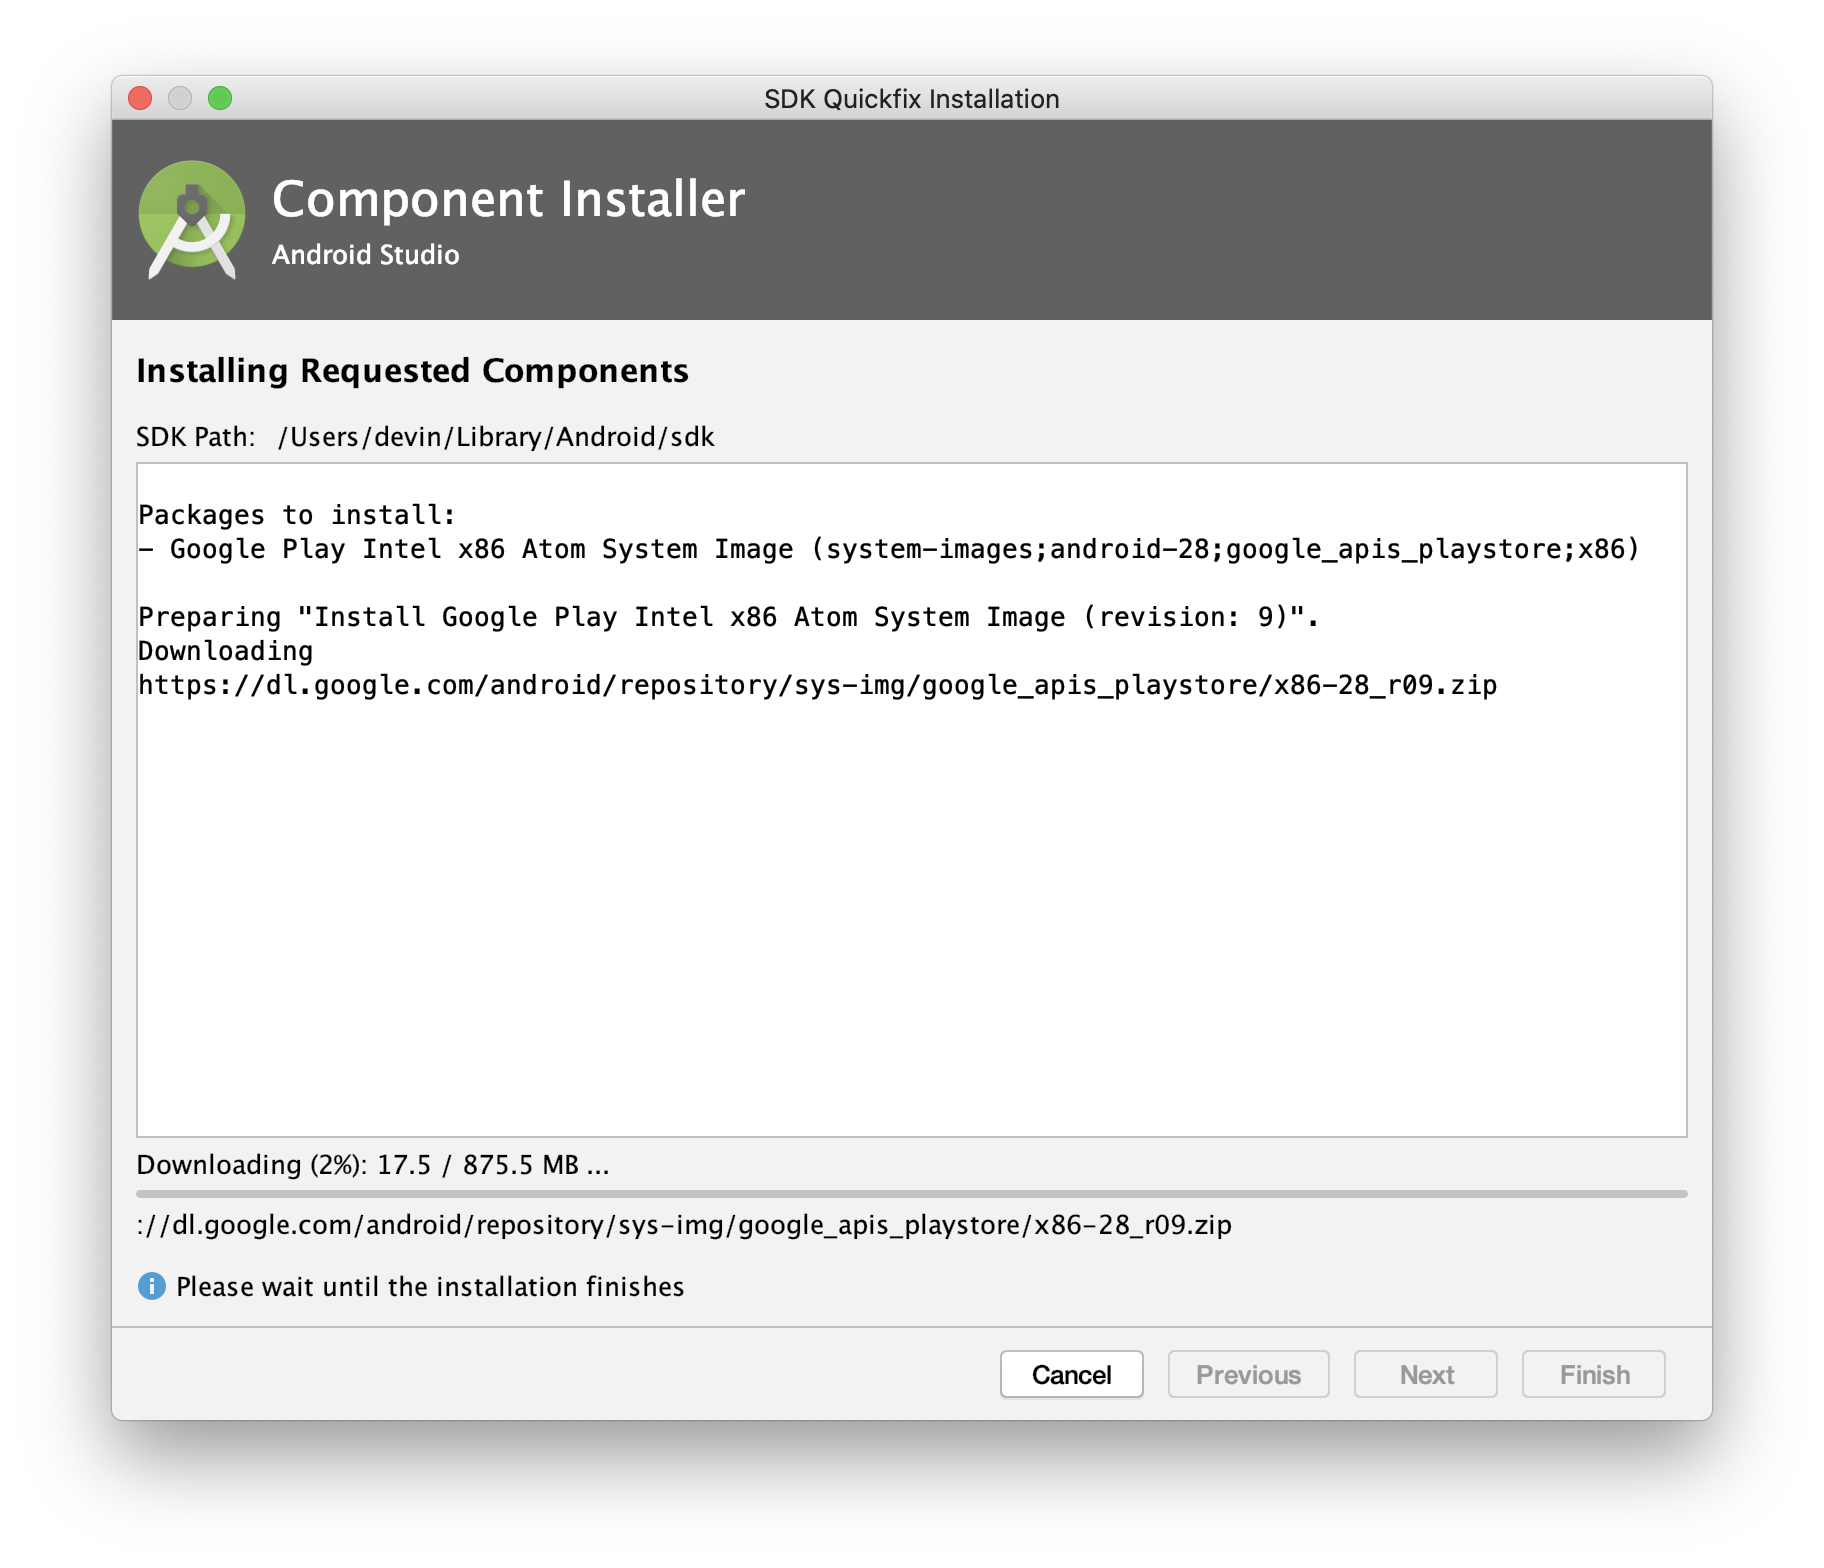 SDK Quickfix Installation
Component Installer
Android Studio
Installing Requested Components
SDK Path: /Users/devin/Library/Android/sdk
Packages to install:
- Google Play Intel x86 Atom System Image (system-images;android-28;google_apis_playstore;x86)
Preparing "Install Google Play Intel x86 Atom System Image (revision: 9)".
Downloading
https://dl.google.com/android/repository/sys-img/google_apis_playstore/x86-28_r09.zip
Downloading (2%): 17.5 / 875.5 MB ...
://dl.google.com/android/repository/sys-img/google_apis_playstore/x86-28_r09.zip
Please wait until the installation finishes
Cancel Previous Next Finish